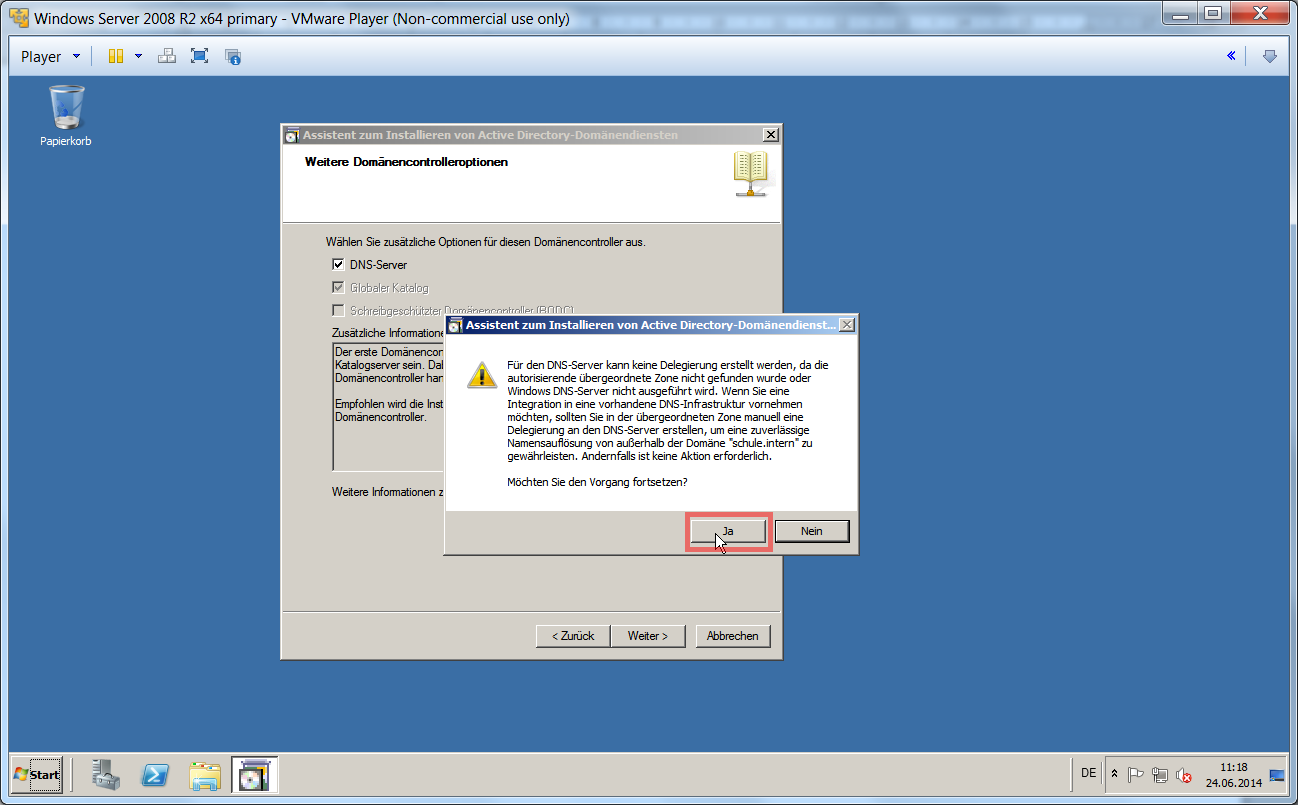 Windows Server 2008 R2 x64 primary - VMware Player (Non-commercial use only)
Player
Papierkorb
Assistent zum Installieren von Active Directory-Domänendiensten
Weitere Domänencontrolleroptionen
Wählen Sie zusätzliche Optionen für diesen Domänencontroller aus.
DNS-Server
Globaler Katalog
Schreibgeschützter Domänencontroller (RODC)
Zusätzliche Informatione
Der erste Domänencon
Katalogserver sein. Dal
Domänencontroller han
Empfohlen wird die Inst
Domänencontroller.
Weitere Informationen z
Assistent zum Installieren von Active Directory-Domänendienst...
Für den DNS-Server kann keine Delegierung erstellt werden, da die
autorisierende übergeordnete Zone nicht gefunden wurde oder
Windows DNS-Server nicht ausgeführt wird. Wenn Sie eine
Integration in eine vorhandene DNS-Infrastruktur vornehmen
möchten, sollten Sie in der übergeordneten Zone manuell eine
Delegierung an den DNS-Server erstellen, um eine zuverlässige
Namensauflösung von außerhalb der Domäne "schule.intern" zu
gewährleisten. Andernfalls ist keine Aktion erforderlich.
Möchten Sie den Vorgang fortsetzen?
Ja
Nein
< Zurück
Weiter >
Abbrechen
Start
DE
11:18
24.06.2014